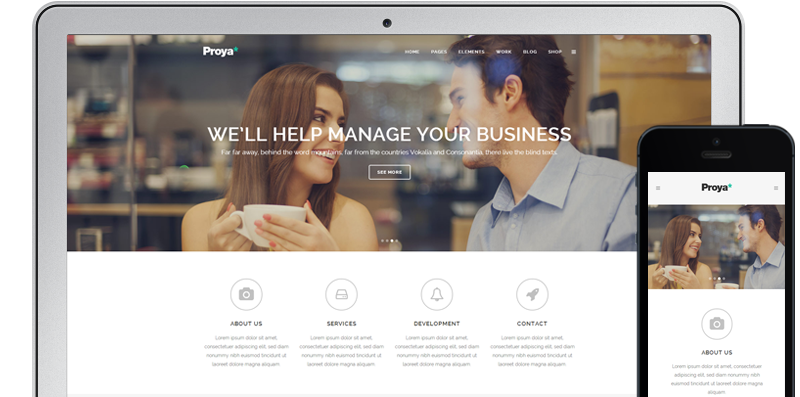 Proya
HOME PAGES ELEMENTS WORK BLOG SHOP
WE'LL HELP MANAGE YOUR BUSINESS
Far far away, behind the word mountains, far from the countries Vokalia and Consonantia, there live the blind texts.
SEE MORE
ABOUT US
Lorem ipsum dolor sit amet,
consectetuer adipiscing elit, sed diam
nonummy nibh euismod tincidunt ut
laoreet dolore magna aliquam
SERVICES
Lorem ipsum dolor sit amet,
consectetuer adipiscing elit, sed diam
nonummy nibh euismod tincidunt ut
laoreet dolore magna aliquam
DEVELOPMENT
Lorem ipsum dolor sit amet,
consectetuer adipiscing elit, sed diam
nonummy nibh euismod tincidunt ut
laoreet dolore magna aliquam
CONTACT
Lorem ipsum dolor sit amet,
consectetuer adipiscing elit, sed diam
nonummy nibh euismod tincidunt ut
laoreet dolore magna aliquam
Proya
ABOUT US
Lorem ipsum dolor sit amet, consectetuer
adipiscing elit, sed diam nonummy nibh
euismod tincidunt ut laoreet dolore magna
aliquam